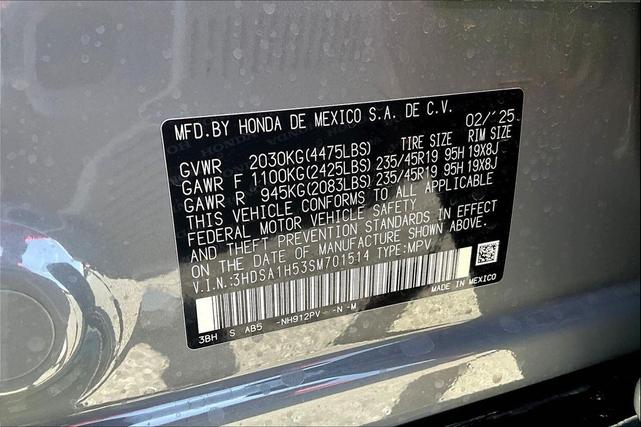 MFD.BY HONDA DE MEXICO S.A. DE C.V. 02/'25
TIRE SIZE RIM SIZE
GVWR 2030KG(4475LBS)
GAWR F 1100KG(2425LBS) 235/45R19 95H 19X8J
GAWR R 945KG(2083LBS) 235/45R19 95H 19X8J
THIS VEHICLE CONFORMS TO ALL APPLICABLE
FEDERAL MOTOR VEHICLE SAFETY
AND THEFT PREVENTION STANDARDS IN EFFECT
ON THE DATE OF MANUFACTURE SHOWN ABOVE.
V.I.N.:3HDSA1H53SM701514 TYPE:MPV
MADE IN MEXICO
3BH S AB5 -NH912PV -N-M